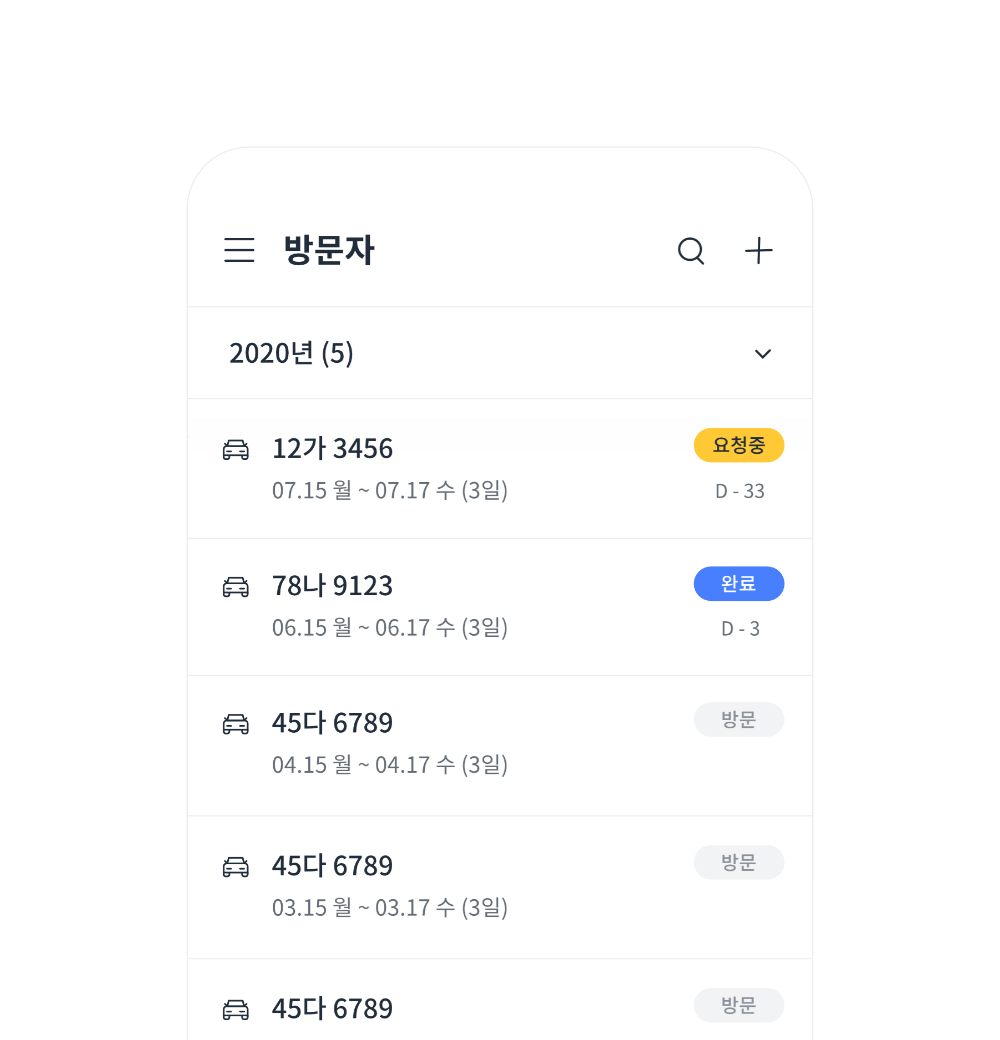 방문자
2020년 (5)
12가 3456
요청중
07.15 월 ~ 07.17 수 (3일)
D - 33
78나 9123
완료
06.15 월 ~ 06.17 수 (3일)
D - 3
45다 6789
방문
04.15 월 ~ 04.17 수 (3일)
45다 6789
방문
03.15 월 ~ 03.17 수 (3일)
45다 6789
방문